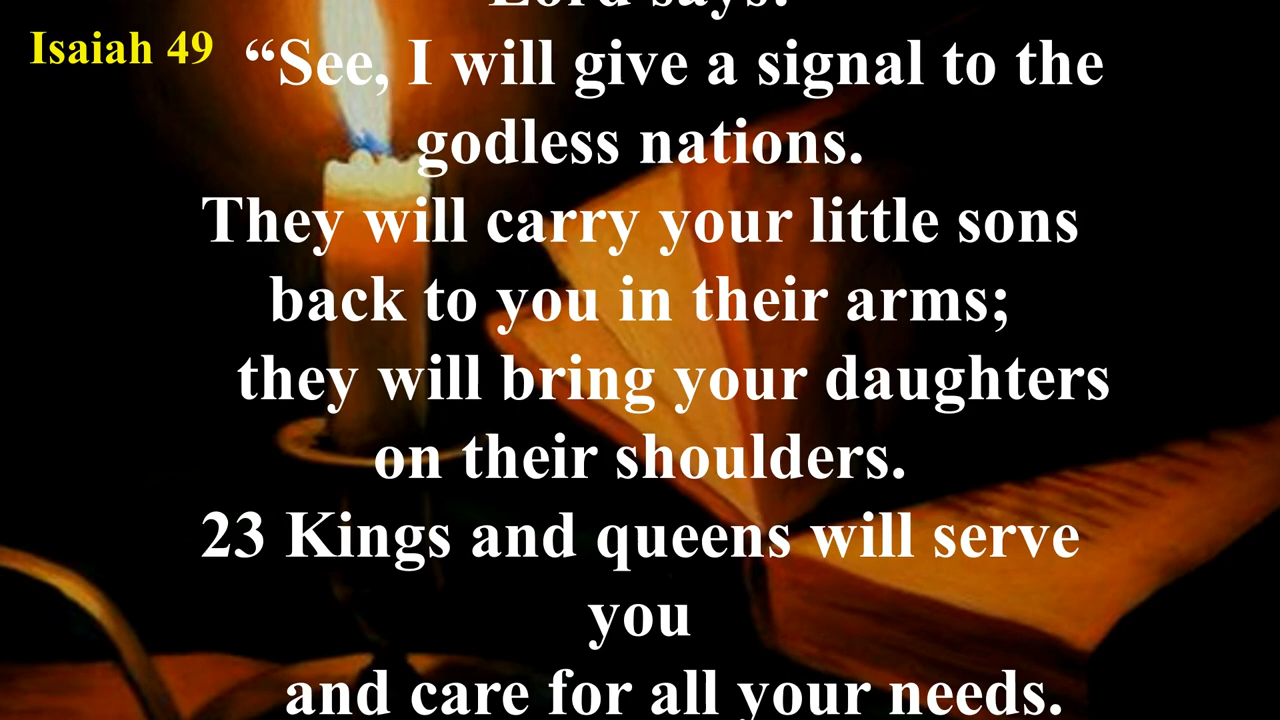 Lord says:
Isaiah 49
“See, I will give a signal to the
godless nations.
They will carry your little sons
back to you in their arms;
they will bring your daughters
on their shoulders.
23 Kings and queens will serve
you
and care for all your needs.